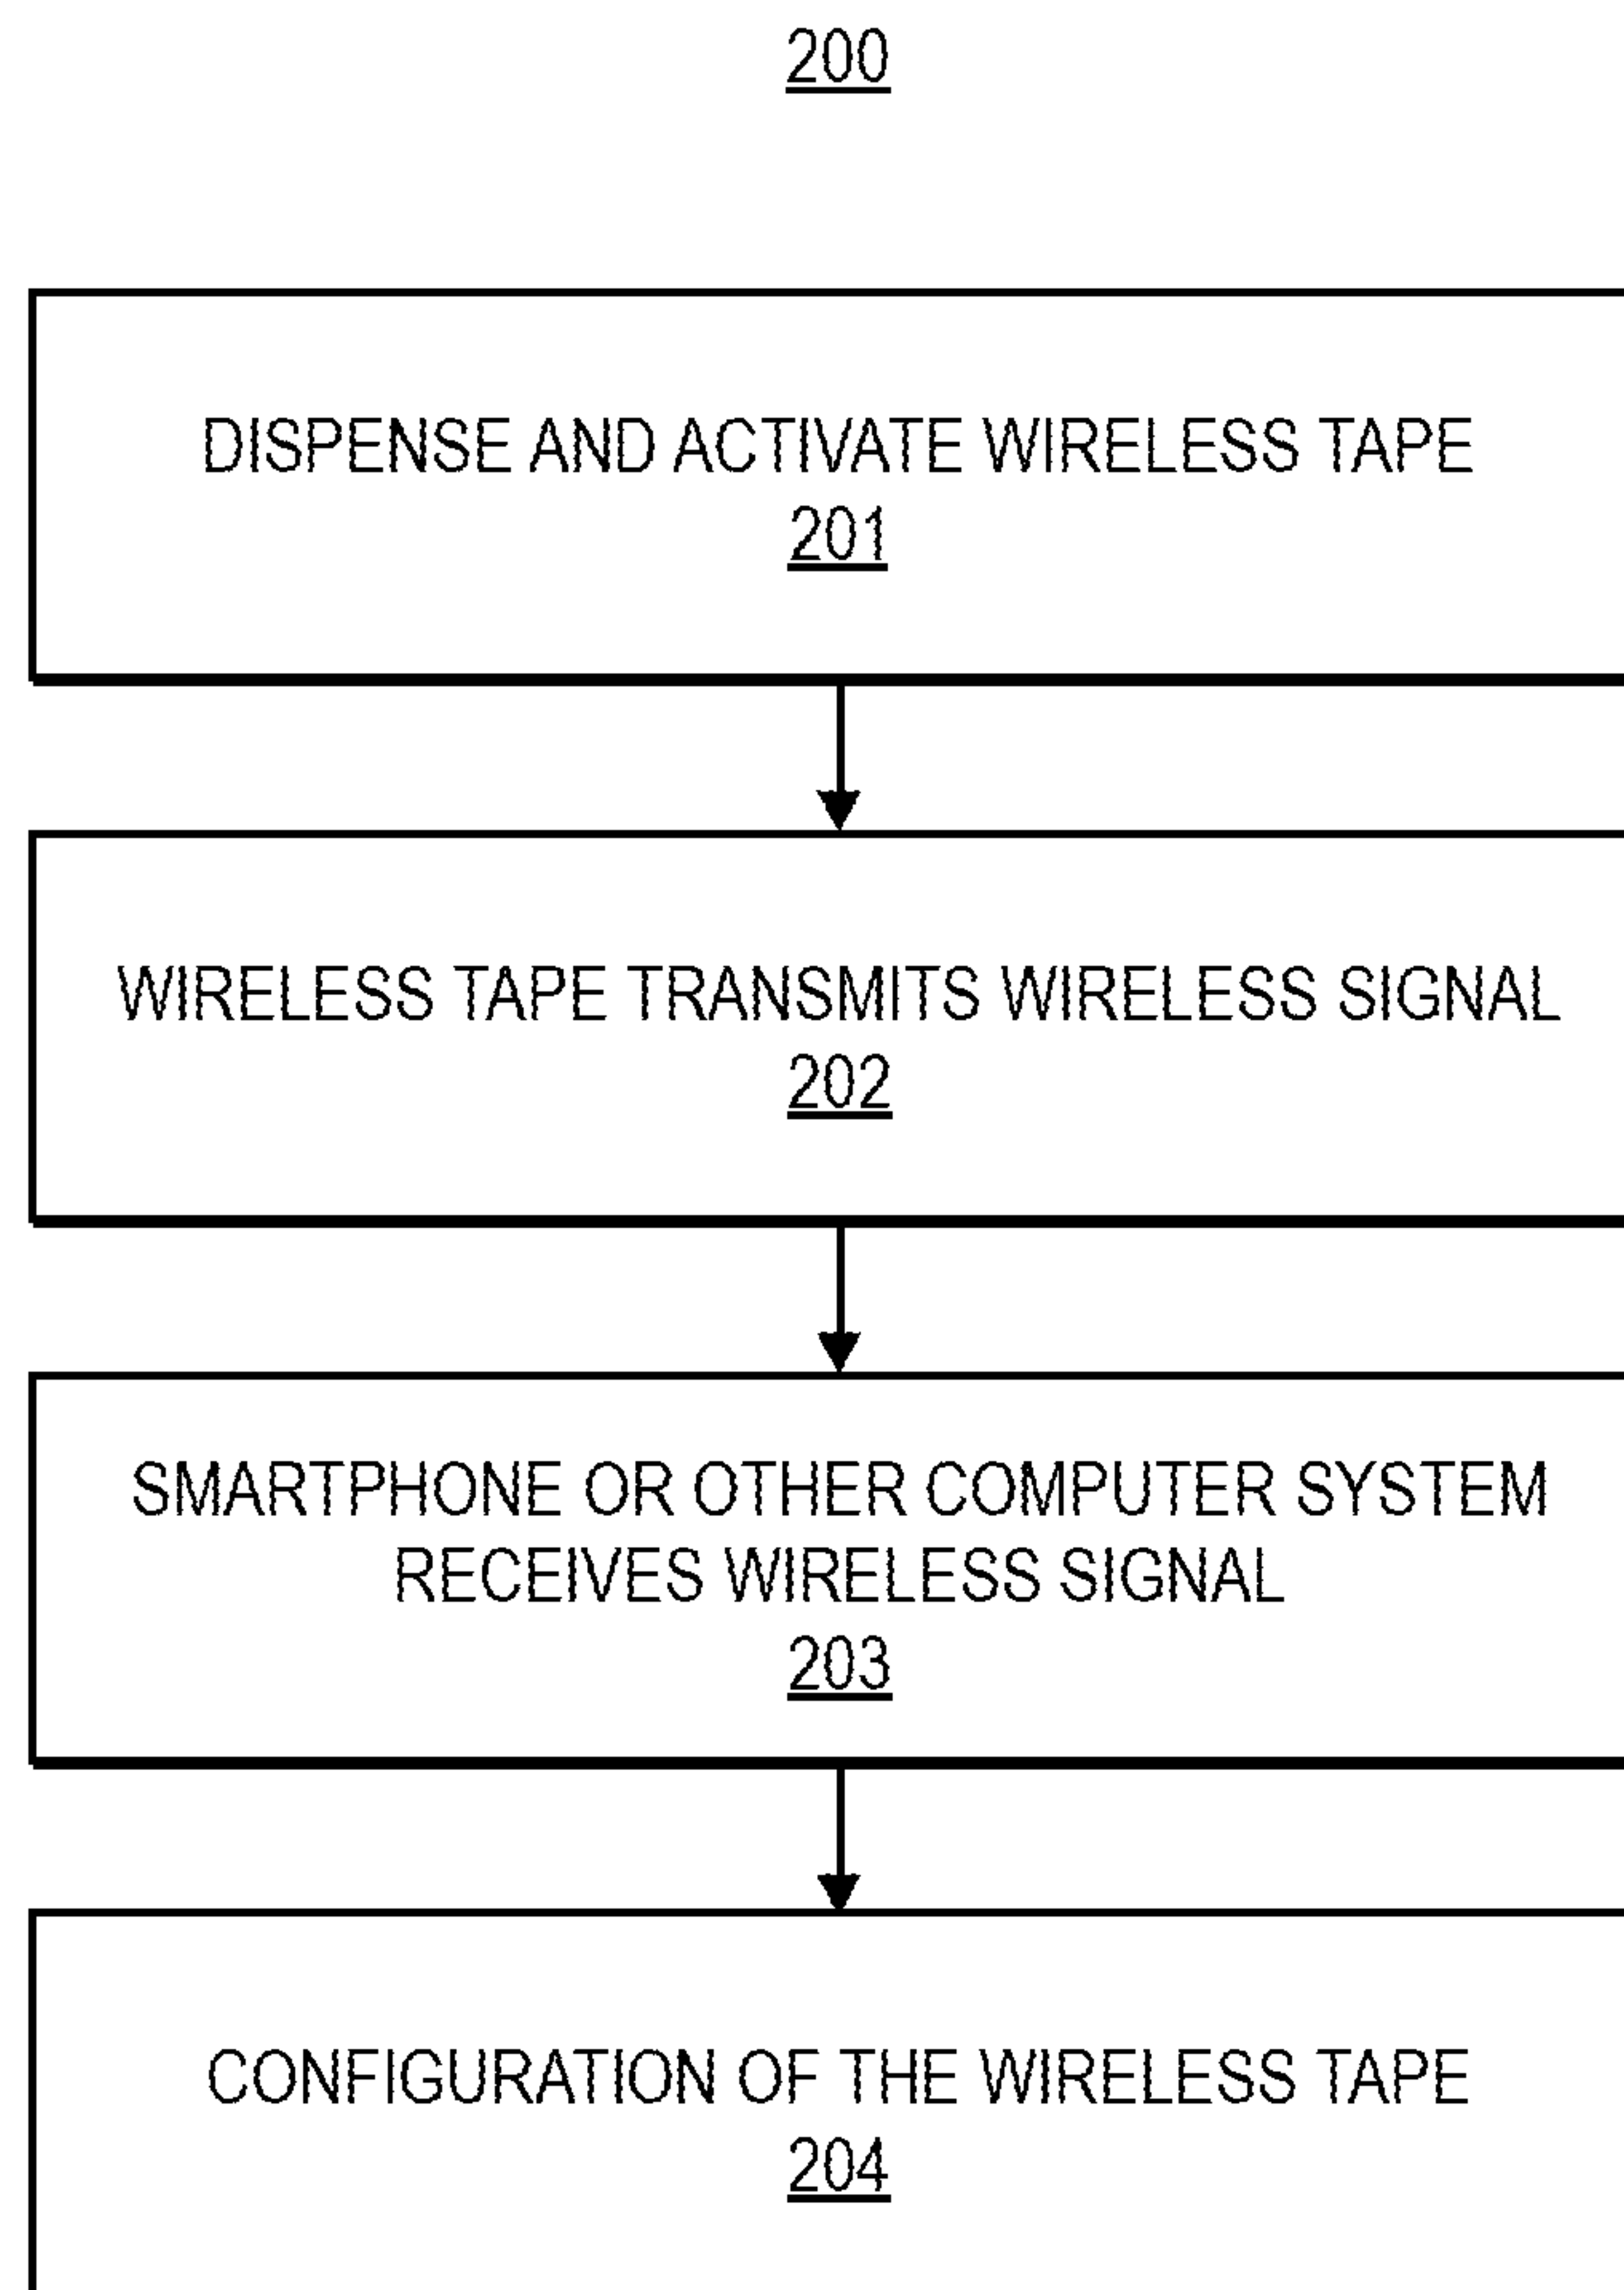 200
DISPENSE AND ACTIVATE WIRELESS TAPE
201
WIRELESS TAPE TRANSMITS WIRELESS SIGNAL
202
SMARTPHONE OR OTHER COMPUTER SYSTEM
RECEIVES WIRELESS SIGNAL
203
CONFIGURATION OF THE WIRELESS TAPE
204